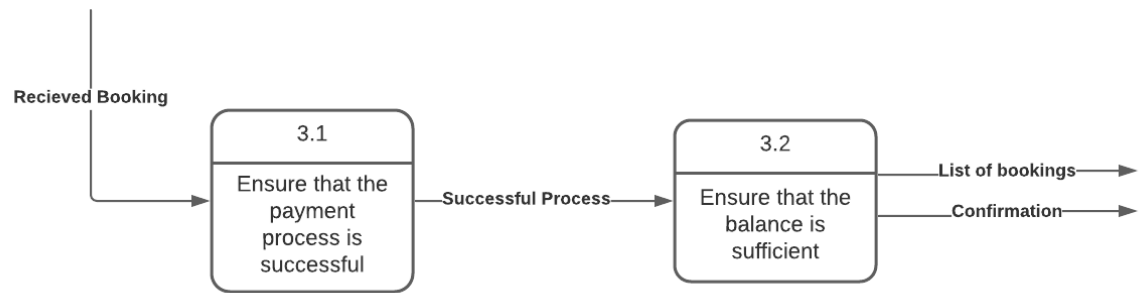 Recieved Booking
3.1
Ensure that the
payment
process is
successful
Successful Process
3.2
Ensure that the
balance is
sufficient
List of bookings
Confirmation